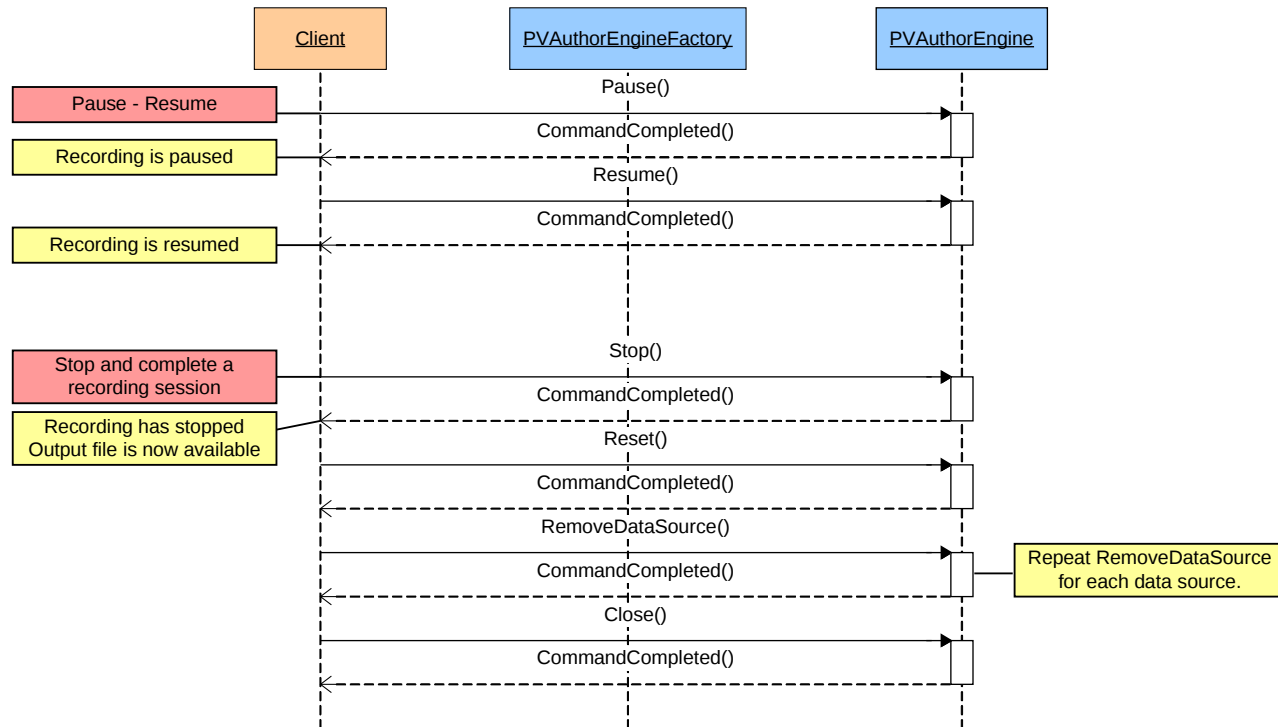 Client
PVAuthorEngineFactory
PVAuthorEngine
Pause()
Pause - Resume
CommandCompleted()
Recording is paused
Resume()
CommandCompleted()
Recording is resumed
Stop()
Stop and complete a
recording session
CommandCompleted()
Recording has stopped
Output file is now available
Reset()
CommandCompleted()
RemoveDataSource()
Repeat RemoveDataSource
for each data source.
CommandCompleted()
Close()
CommandCompleted()